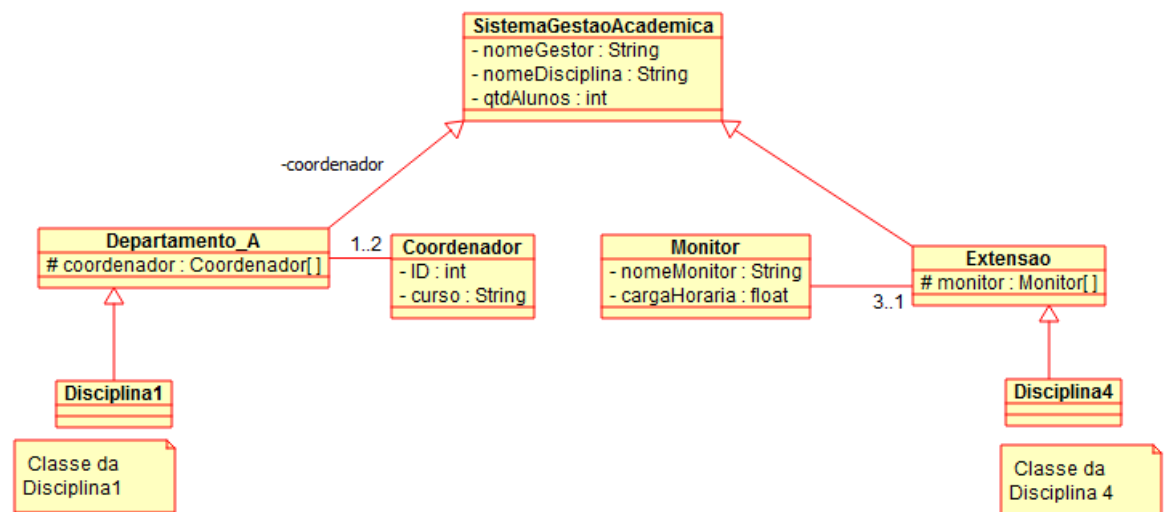 SistemaGestaoAcademica
- nomeGestor : String
- nomeDisciplina : String
- qtdAlunos : int
-coordenador
Departamento_A
# coordenador : Coordenador[ ]
1..2
Coordenador
- ID : int
- curso : String
Monitor
- nomeMonitor : String
- cargaHoraria : float
3..1
Extensao
# monitor : Monitor[ ]
Disciplina1
Classe da
Disciplina1
Disciplina4
Classe da
Disciplina 4